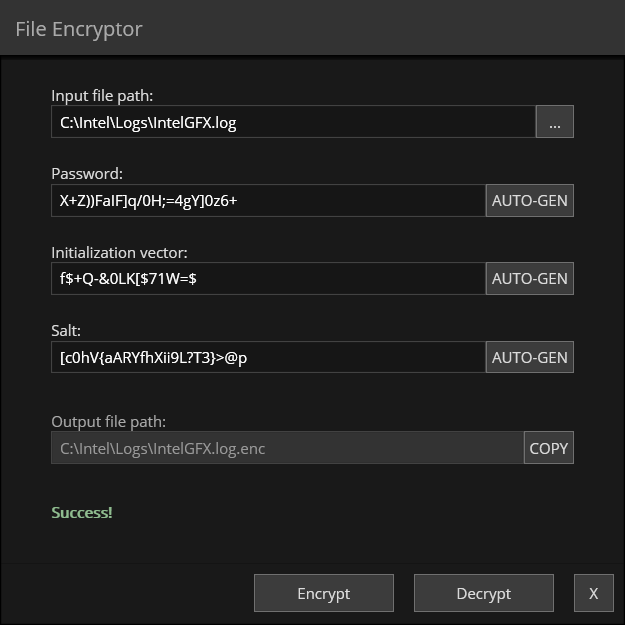 File Encryptor
Input file path:
C:\Intel\Logs\IntelGFX.log
...
Password:
X+Z))FaIF]q/0H;=4gY]0z6+
AUTO-GEN
Initialization vector:
f$+Q-&0LK[$71W=$
AUTO-GEN
Salt:
[c0hV{aARYfhXii9L?T3}>@p
AUTO-GEN
Output file path:
C:\Intel\Logs\IntelGFX.log.enc
COPY
Success!
Encrypt
Decrypt
X